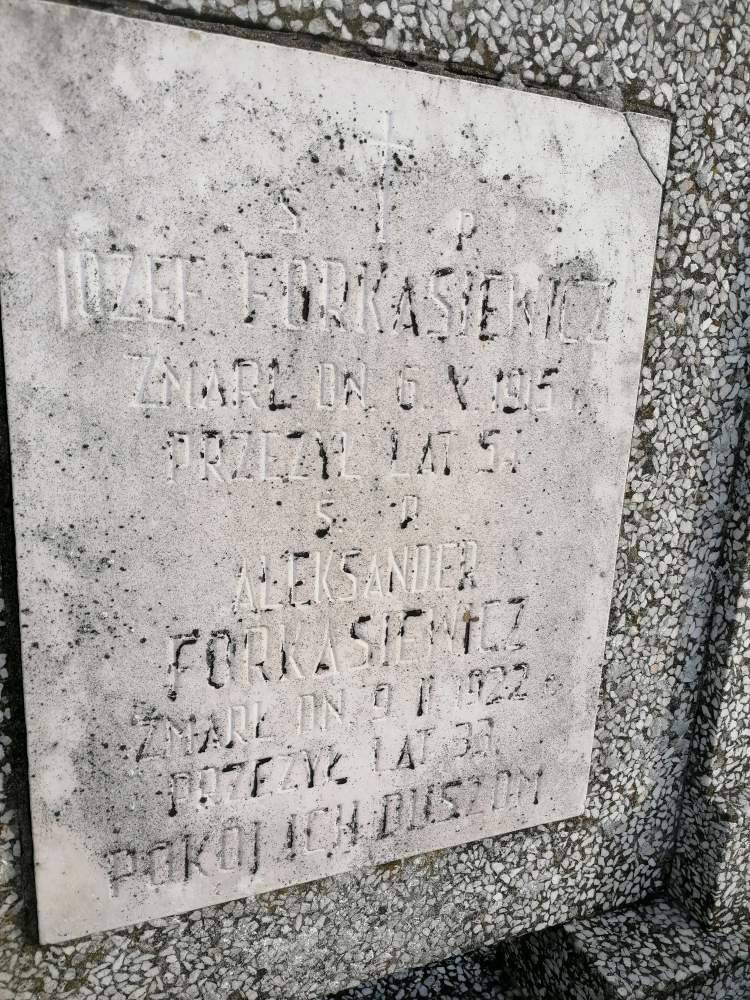 S P
JÓZEF FORKASIEWICZ
ZMARŁ DN. 6. X. 195
PRZEŻYŁ LAT
S. P
ALEKSANDER
FORKASIEWICZ
ZMARŁ DN. 9 II 1922
PRZEŻYŁ LAT 33.
POKÓJ ICH DUSZOM